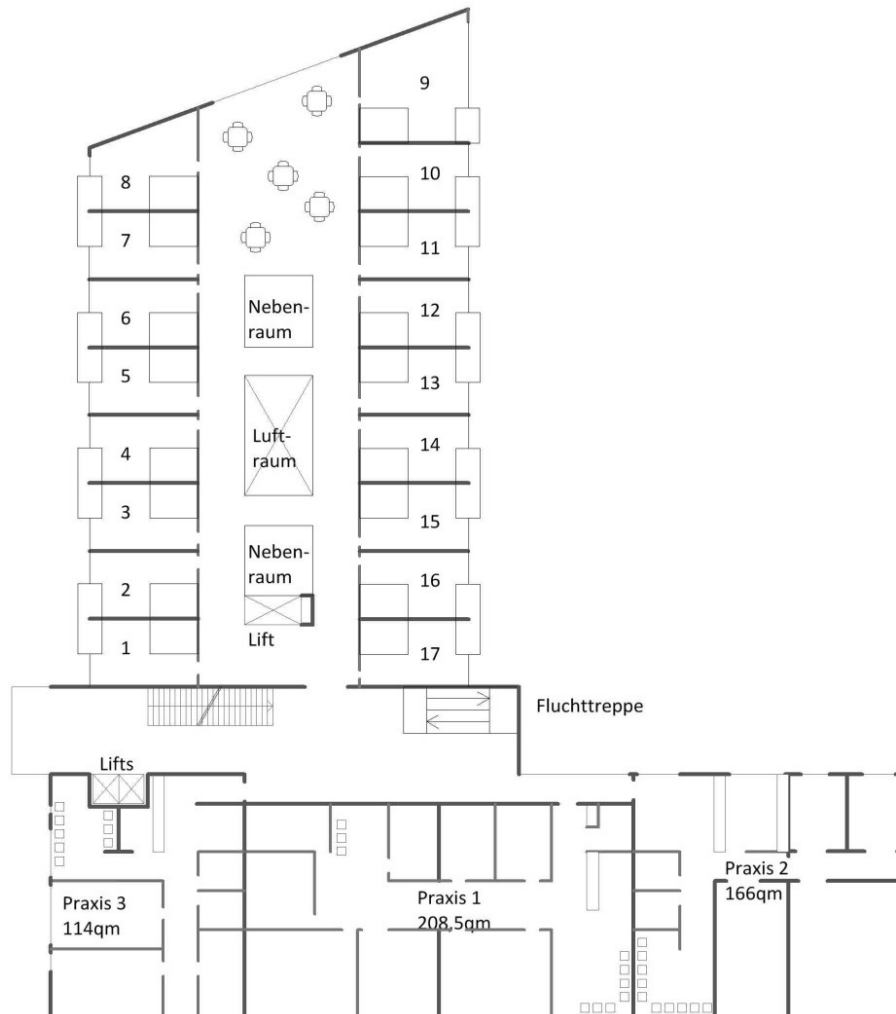 9
8
10
7
11
Neben-
raum
6
12
5
13
Luft-
raum
4
14
3
15
Neben-
raum
2
16
Lift
1
17
Fluchttreppe
Lifts
Praxis 3
114qm
Praxis 1
208,5qm
Praxis 2
166qm